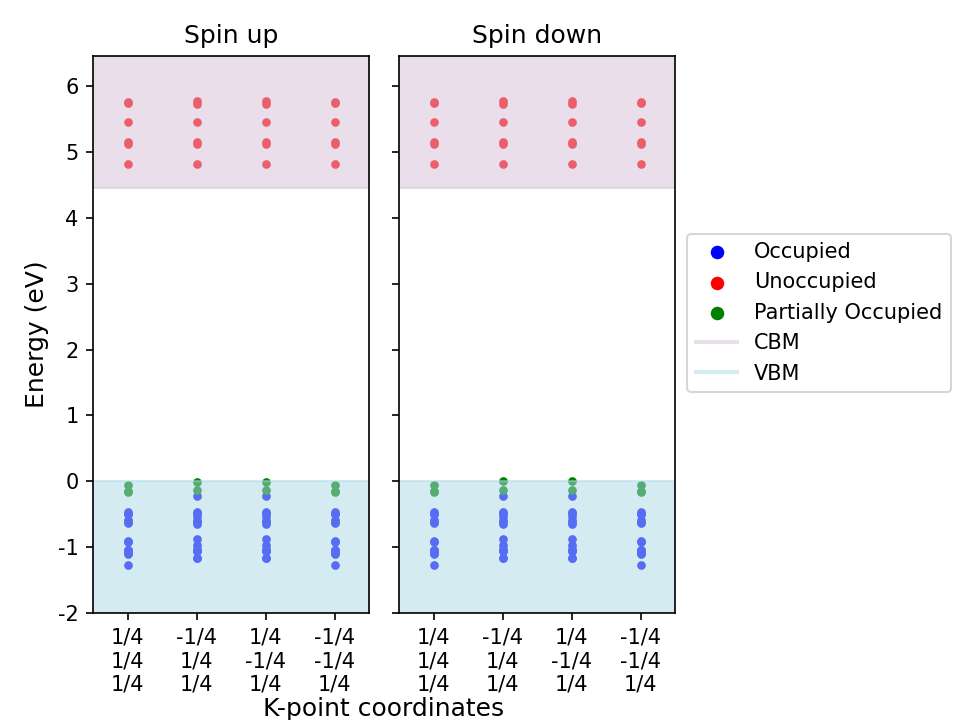 Spin up
Spin down
6
5
4
3
2
1
0
-1
-2
Energy (eV)
1/4 -1/4 1/4 -1/4
1/4 1/4 -1/4 -1/4
1/4 1/4 1/4 1/4
1/4 -1/4 1/4 -1/4
1/4 1/4 -1/4 -1/4
1/4 1/4 1/4 1/4
K-point coordinates
Occupied
Unoccupied
Partially Occupied
CBM
VBM